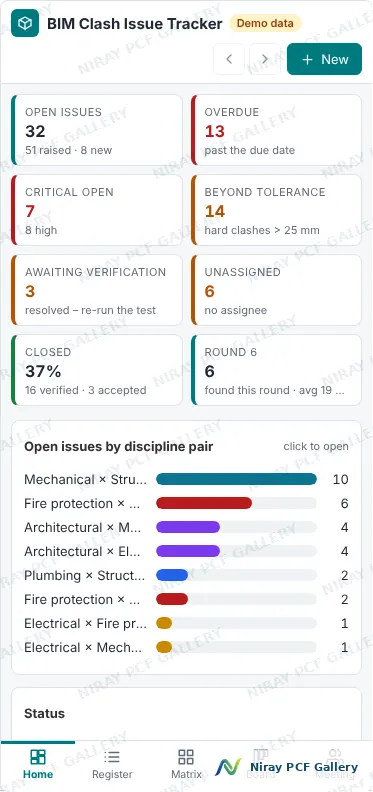 BIM Clash Issue Tracker
Demo data
+ New
OPEN ISSUES
32
51 raised · 8 new
OVERDUE
13
past the due date
CRITICAL OPEN
7
8 high
BEYOND TOLERANCE
14
hard clashes > 25 mm
AWAITING VERIFICATION
3
resolved – re-run the test
UNASSIGNED
6
no assignee
CLOSED
37%
16 verified · 3 accepted
ROUND 6
6
found this round · avg 19 ...
Open issues by discipline pair
click to open
Mechanical × Stru... 10
Fire protection × ... 6
Architectural × M... 4
Architectural × El... 4
Plumbing × Struct... 2
Fire protection × ... 2
Electrical × Fire pr... 1
Electrical × Mech... 1
Status
Home
Register
Matrix
Board
Meeting
Niray PCF Gallery
NIRAY PCF GALLERY